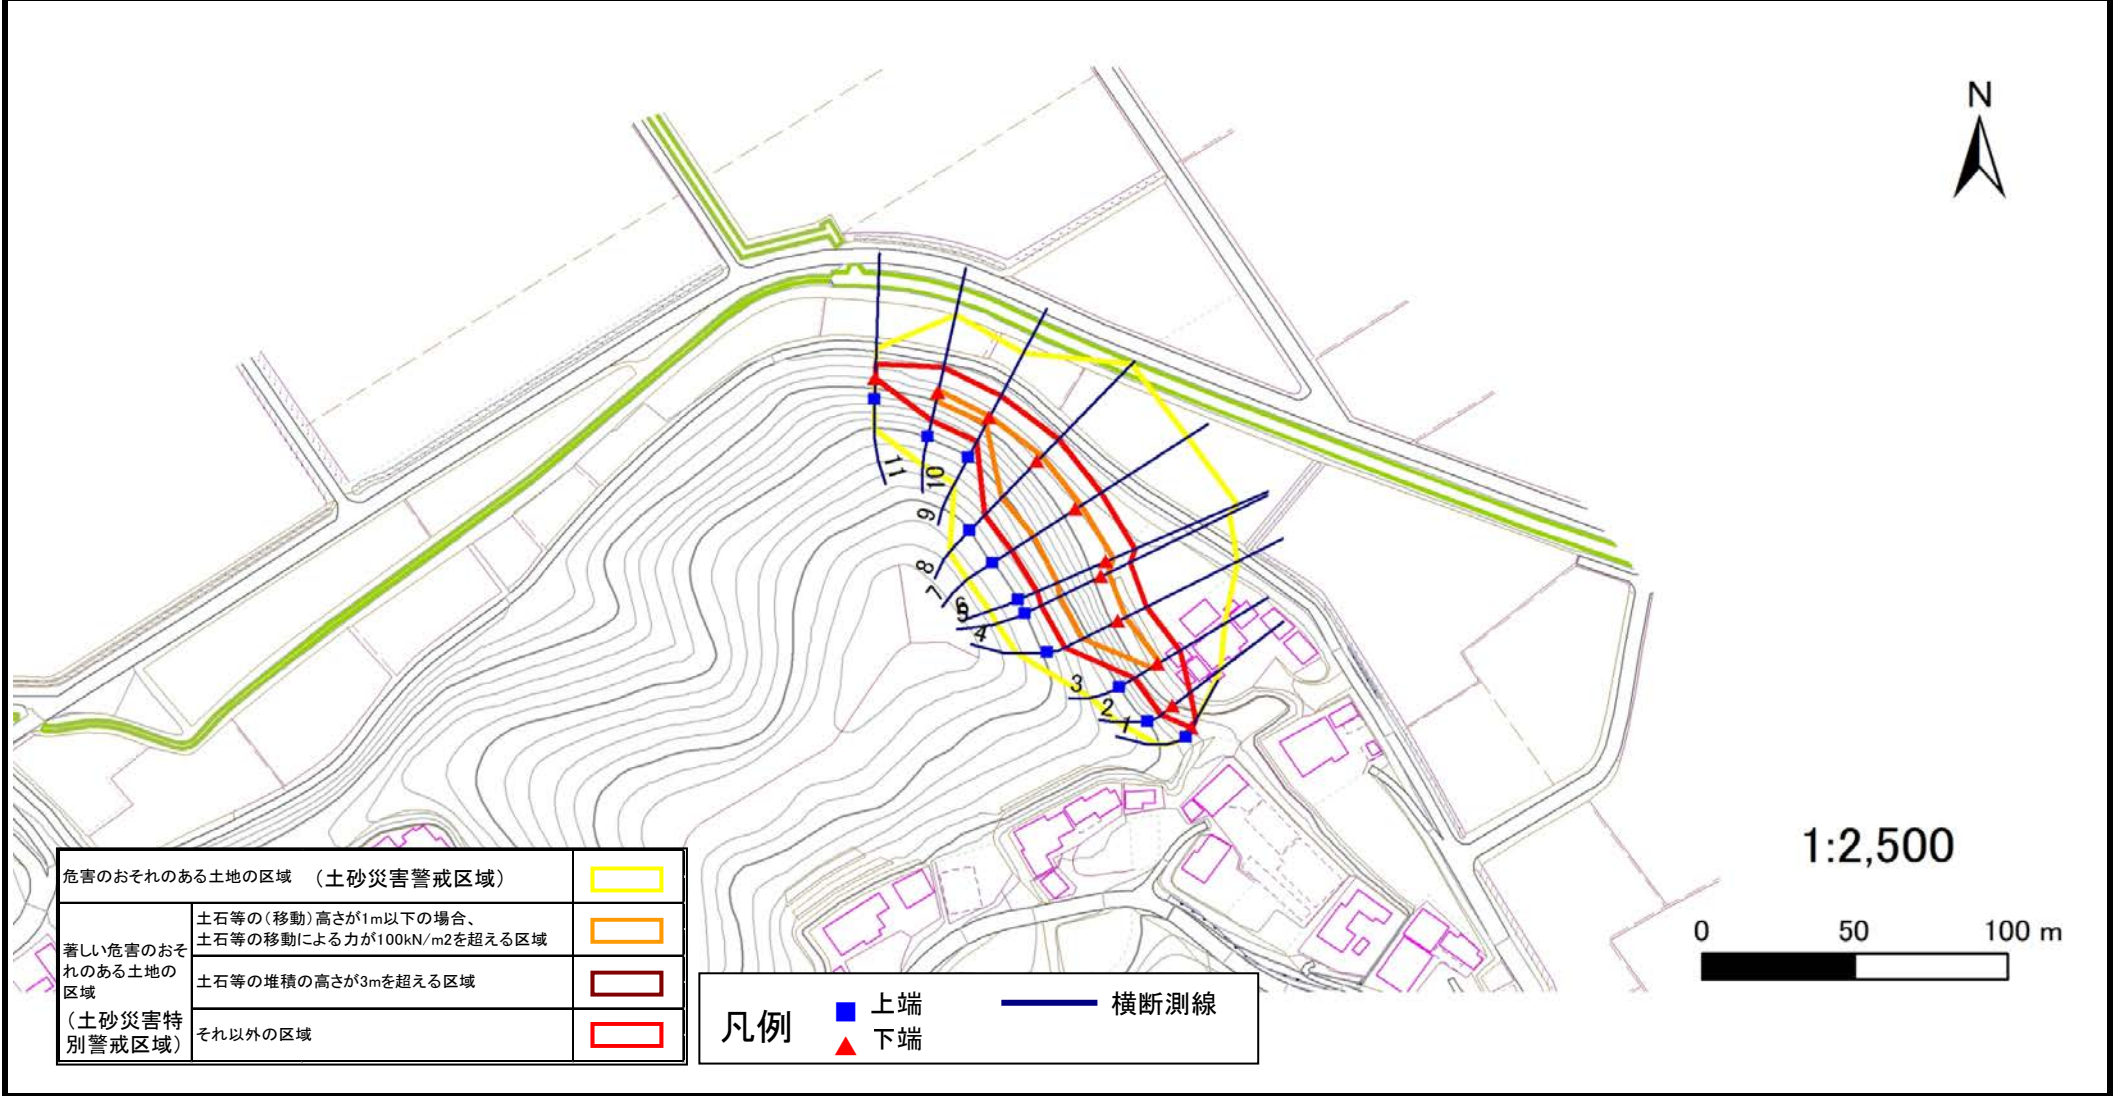 N
11
10
9
8
7
6
5
4
3
2
1
1:2,500
0 50 100 m
危害のおそれのある土地の区域 （土砂災害警戒区域）
著しい危害のおそ
れのある土地の
区域
（土砂災害特
別警戒区域）
土石等の（移動）高さが1m以下の場合、
土石等の移動による力が100kN/m2を超える区域
土石等の堆積の高さが3mを超える区域
それ以外の区域
凡例
上端
下端
横断測線